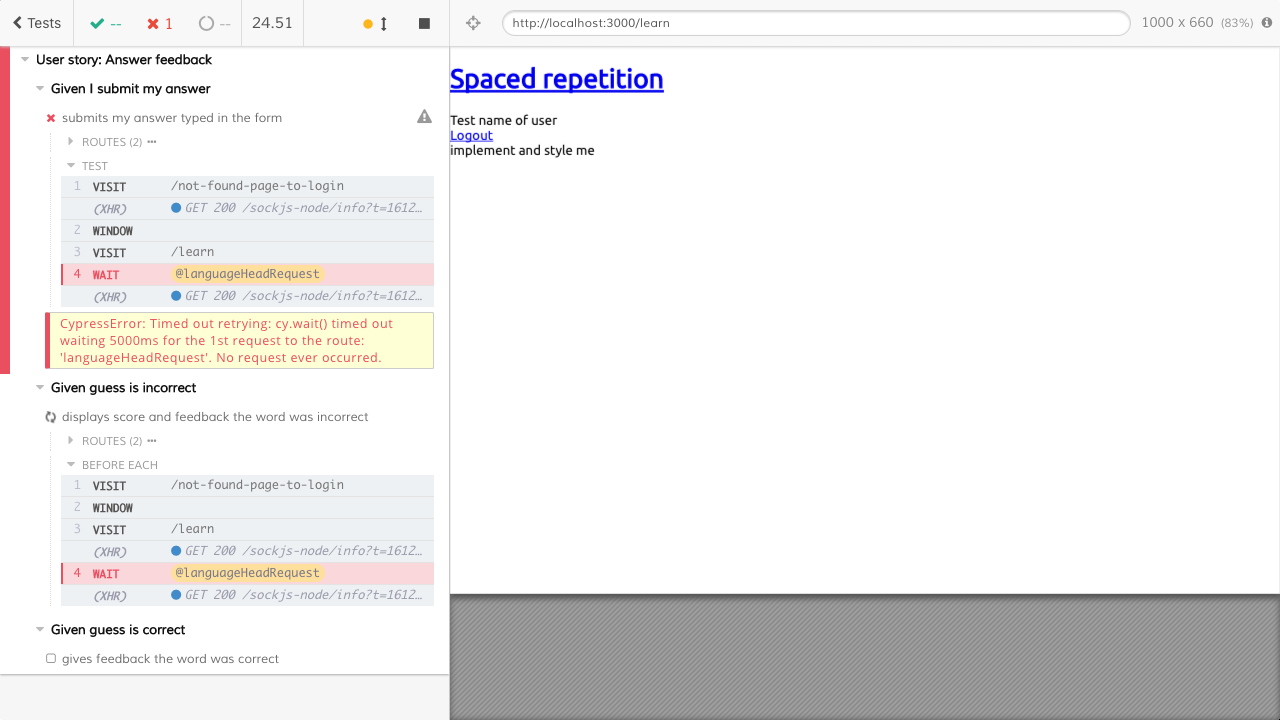 Tests -- 1 -- 24.51
http://localhost:3000/learn 1000 x 660 (83%)
User story: Answer feedback
Given I submit my answer
submits my answer typed in the form
ROUTES (2)
TEST
1 VISIT /not-found-page-to-login
(XHR) GET 200 /sockjs-node/info?t=1612…
2 WINDOW
3 VISIT /learn
4 WAIT @languageHeadRequest
(XHR) GET 200 /sockjs-node/info?t=1612…
CypressError: Timed out retrying: cy.wait() timed out
waiting 5000ms for the 1st request to the route:
'languageHeadRequest'. No request ever occurred.
Given guess is incorrect
displays score and feedback the word was incorrect
ROUTES (2)
BEFORE EACH
1 VISIT /not-found-page-to-login
2 WINDOW
3 VISIT /learn
(XHR) GET 200 /sockjs-node/info?t=1612…
4 WAIT @languageHeadRequest
(XHR) GET 200 /sockjs-node/info?t=1612…
Given guess is correct
gives feedback the word was correct
Spaced repetition
Test name of user
Logout
implement and style me